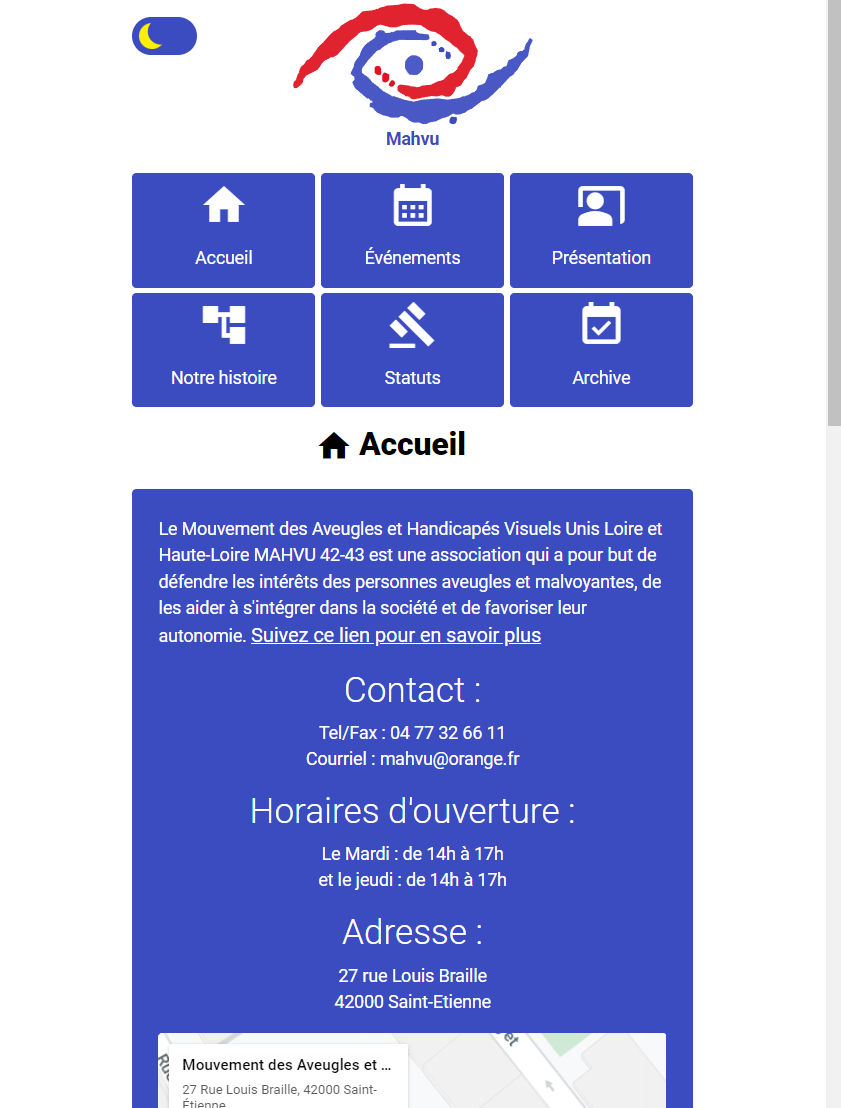 Mahvu
Accueil
Événements
Présentation
Notre histoire
Statuts
Archive
Accueil
Le Mouvement des Aveugles et Handicapés Visuels Unis Loire et
Haute-Loire MAHVU 42-43 est une association qui a pour but de
défendre les intérêts des personnes aveugles et malvoyantes, de
les aider à s'intégrer dans la société et de favoriser leur
autonomie. Suivez ce lien pour en savoir plus
Contact :
Tel/Fax : 04 77 32 66 11
Courriel : mahvu@orange.fr
Horaires d'ouverture :
Le Mardi : de 14h à 17h
et le jeudi : de 14h à 17h
Adresse :
27 rue Louis Braille
42000 Saint-Etienne
Mouvement des Aveugles et ...
27 Rue Louis Braille, 42000 Saint-
Étienne